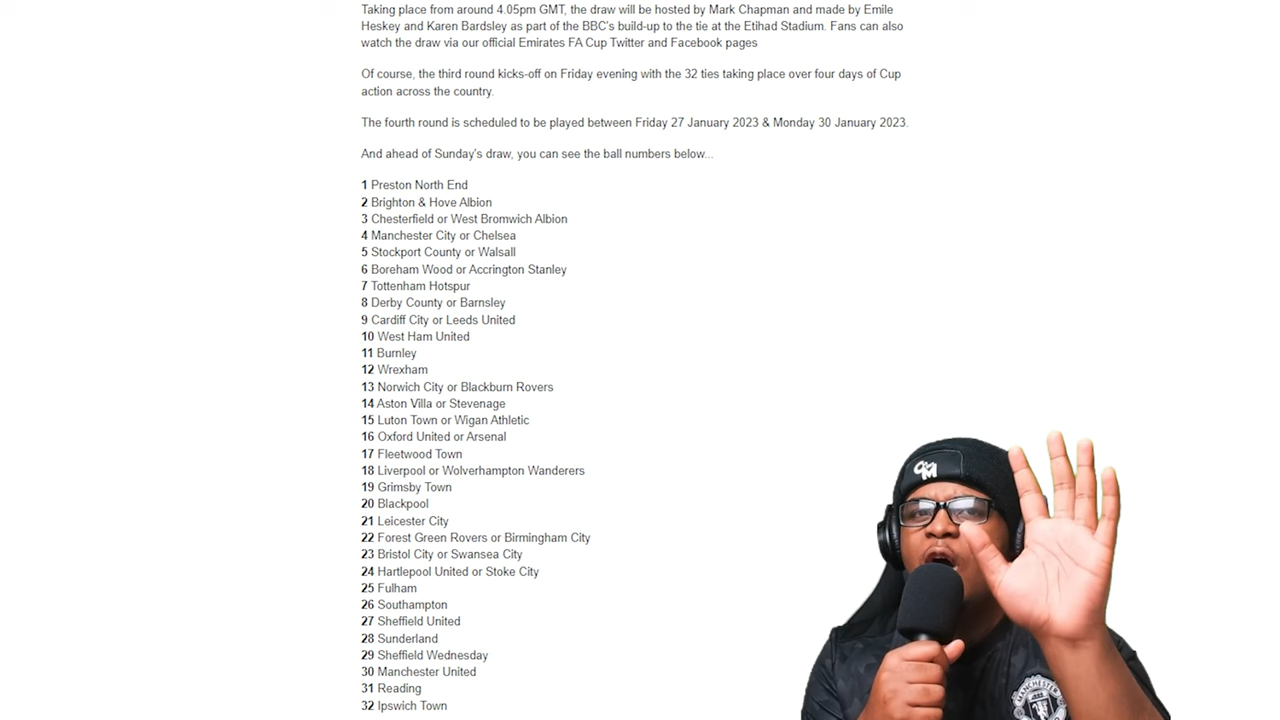 Taking place from around 4.05pm GMT, the draw will be hosted by Mark Chapman and made by Emile
Heskey and Karen Bardsley as part of the BBC's build-up to the tie at the Etihad Stadium. Fans can also
watch the draw via our official Emirates FA Cup Twitter and Facebook pages
Of course, the third round kicks-off on Friday evening with the 32 ties taking place over four days of Cup
action across the country.
The fourth round is scheduled to be played between Friday 27 January 2023 & Monday 30 January 2023.
And ahead of Sunday's draw, you can see the ball numbers below...
1 Preston North End
2 Brighton & Hove Albion
3 Chesterfield or West Bromwich Albion
4 Manchester City or Chelsea
5 Stockport County or Walsall
6 Boreham Wood or Accrington Stanley
7 Tottenham Hotspur
8 Derby County or Barnsley
9 Cardiff City or Leeds United
10 West Ham United
11 Burnley
12 Wrexham
13 Norwich City or Blackburn Rovers
14 Aston Villa or Stevenage
15 Luton Town or Wigan Athletic
16 Oxford United or Arsenal
17 Fleetwood Town
18 Liverpool or Wolverhampton Wanderers
19 Grimsby Town
20 Blackpool
21 Leicester City
22 Forest Green Rovers or Birmingham City
23 Bristol City or Swansea City
24 Hartlepool United or Stoke City
25 Fulham
26 Southampton
27 Sheffield United
28 Sunderland
29 Sheffield Wednesday
30 Manchester United
31 Reading
32 Ipswich Town
MANCHESTER